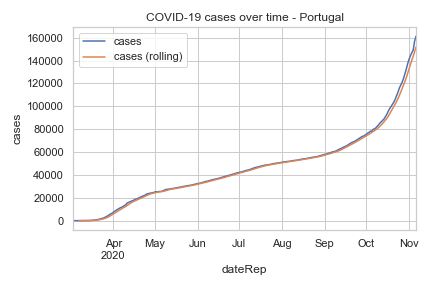 COVID-19 cases over time - Portugal
cases
cases (rolling)
160000
140000
120000
100000
80000
60000
40000
20000
0
cases
Apr
2020
May
Jun
Jul
Aug
Sep
Oct
Nov
dateRep